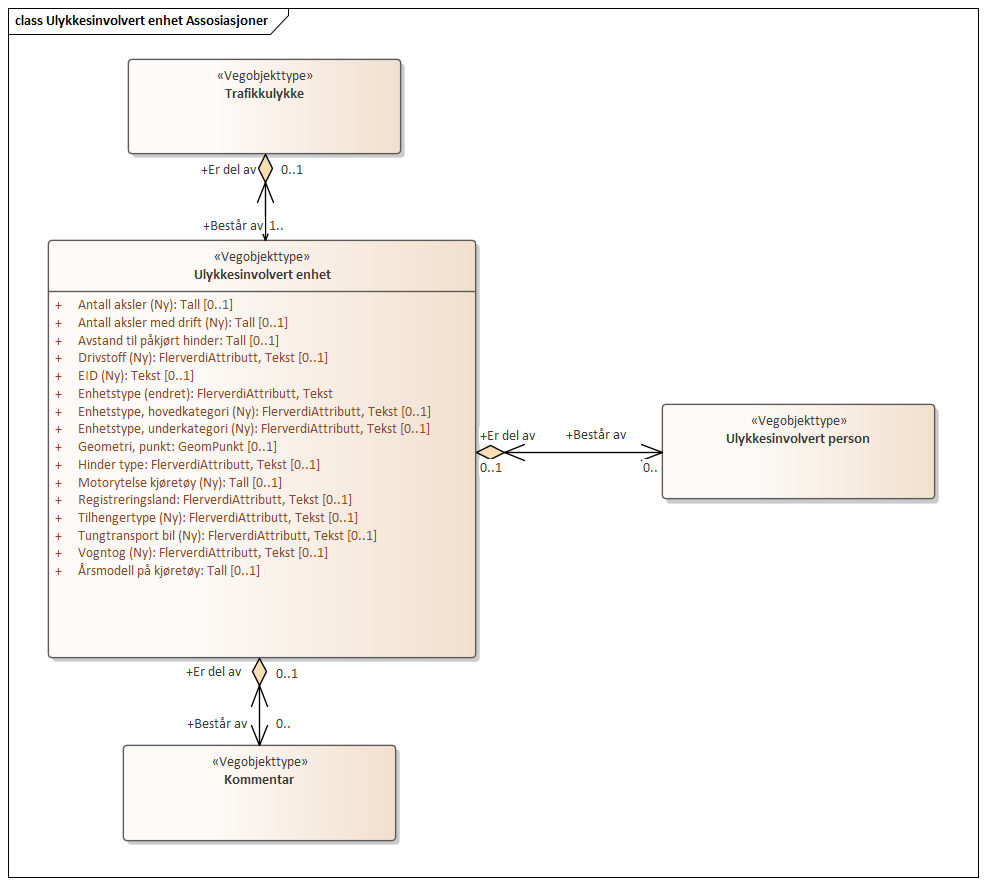 class Ulykkesinvolvert enhet Assosiasjoner
«Vegobjekttype»
Trafikkulykke
+Er del av 0..1
+Består av 1..
«Vegobjekttype»
Ulykkesinvolvert enhet
+ Antall aksler (Ny): Tall [0..1]
+ Antall aksler med drift (Ny): Tall [0..1]
+ Avstand til påkjørt hinder: Tall [0..1]
+ Drivstoff (Ny): FlerverdiAttributt, Tekst [0..1]
+ EID (Ny): Tekst [0..1]
+ Enhetstype (endret): FlerverdiAttributt, Tekst
+ Enhetstype, hovedkategori (Ny): FlerverdiAttributt, Tekst [0..1]
+ Enhetstype, underkategori (Ny): FlerverdiAttributt, Tekst [0..1]
+ Geometri, punkt: GeomPunkt [0..1]
+ Hinder type: FlerverdiAttributt, Tekst [0..1]
+ Motorytelse kjøretøy (Ny): Tall [0..1]
+ Registreringsland: FlerverdiAttributt, Tekst [0..1]
+ Tilhengertype (Ny): FlerverdiAttributt, Tekst [0..1]
+ Tungtransport bil (Ny): FlerverdiAttributt, Tekst [0..1]
+ Vogntog (Ny): FlerverdiAttributt, Tekst [0..1]
+ Årsmodell på kjøretøy: Tall [0..1]
+Er del av +Består av
0..1 0..
«Vegobjekttype»
Ulykkesinvolvert person
+Er del av 0..1
+Består av 0..
«Vegobjekttype»
Kommentar